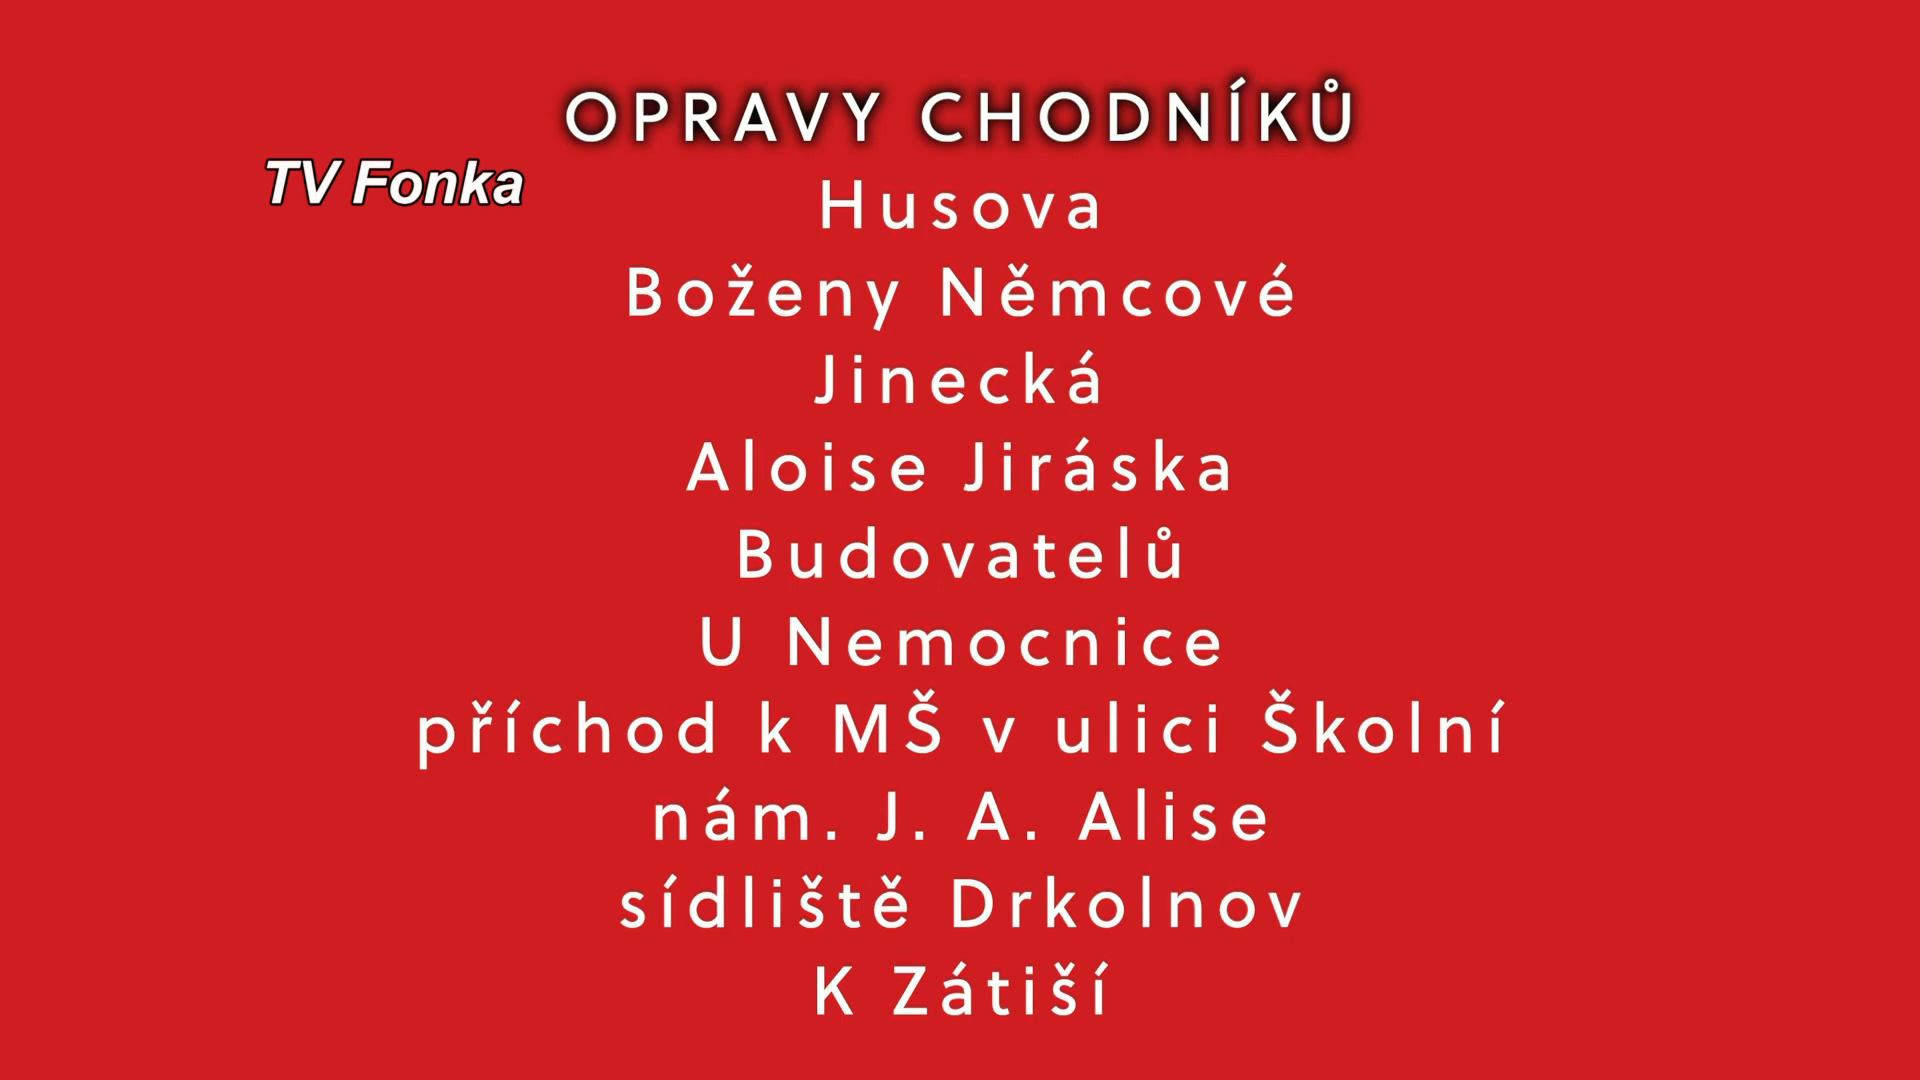 OPRAVY CHODNÍKŮ
TV Fonka
Husova
Boženy Němcové
Jinecká
Aloise Jiráska
Budovatelů
U Nemocnice
příchod k MŠ v ulici Školní
nám. J. A. Alise
sídliště Drkolnov
K Zátiší